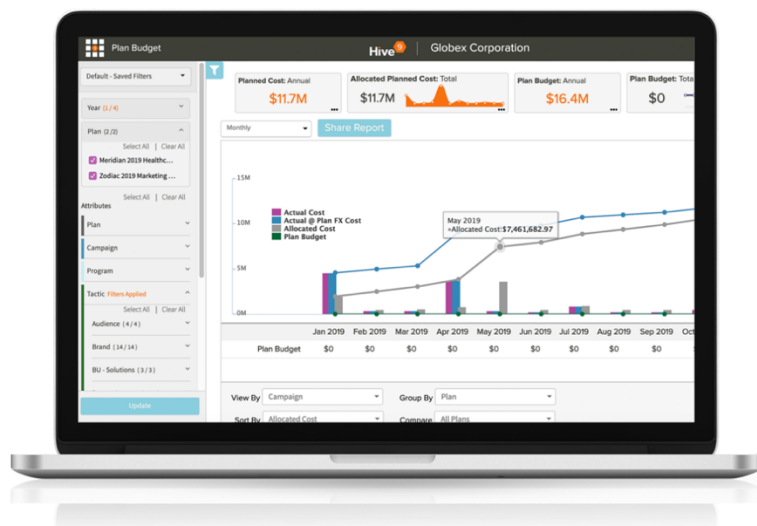 Plan Budget
Hive9
Globex Corporation
Default - Saved Filters
Year (1/4)
Plan (2/2)
Select All | Clear All
Meridian 2019 Healthc...
Zodiac 2019 Marketing ...
Select All | Clear All
Attributes
Plan
Campaign
Program
Tactic Filters Applied
Select All | Clear All
Audience (4/4)
Brand (14/14)
BU - Solutions (3/3)
Update
Planned Cost: Annual
$11.7M
...
Allocated Planned Cost: Total
$11.7M
...
Plan Budget: Annual
$16.4M
...
Plan Budget: Tota
$0
Monthly
Share Report
15M
10M
5M
0M
Actual Cost
Actual @ Plan FX Cost
Allocated Cost
Plan Budget
May 2019
Allocated Cost:$7,461,682.97
Jan 2019 Feb 2019 Mar 2019 Apr 2019 May 2019 Jun 2019 Jul 2019 Aug 2019 Sep 2019 Oct
Plan Budget $0 $0 $0 $0 $0 $0 $0 $0 $0
View By Campaign
Group By Plan
Sort By Allocated Cost
Compare All Plans